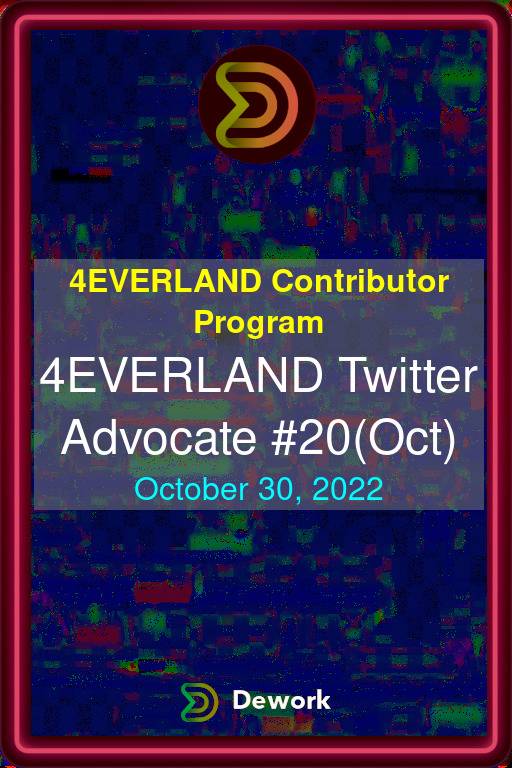 4EVERLAND Contributor
Program
4EVERLAND Twitter
Advocate #20(Oct)
October 30, 2022
Dework